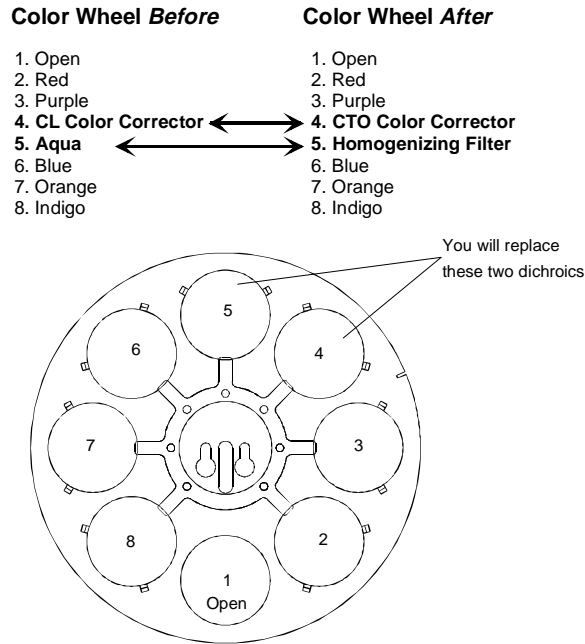 Color Wheel Before
1. Open
2. Red
3. Purple
4. CL Color Corrector
5. Aqua
6. Blue
7. Orange
8. Indigo
Color Wheel After
1. Open
2. Red
3. Purple
4. CTO Color Corrector
5. Homogenizing Filter
6. Blue
7. Orange
8. Indigo
You will replace
these two dichroics
5
6
4
7
3
8
2
1
Open